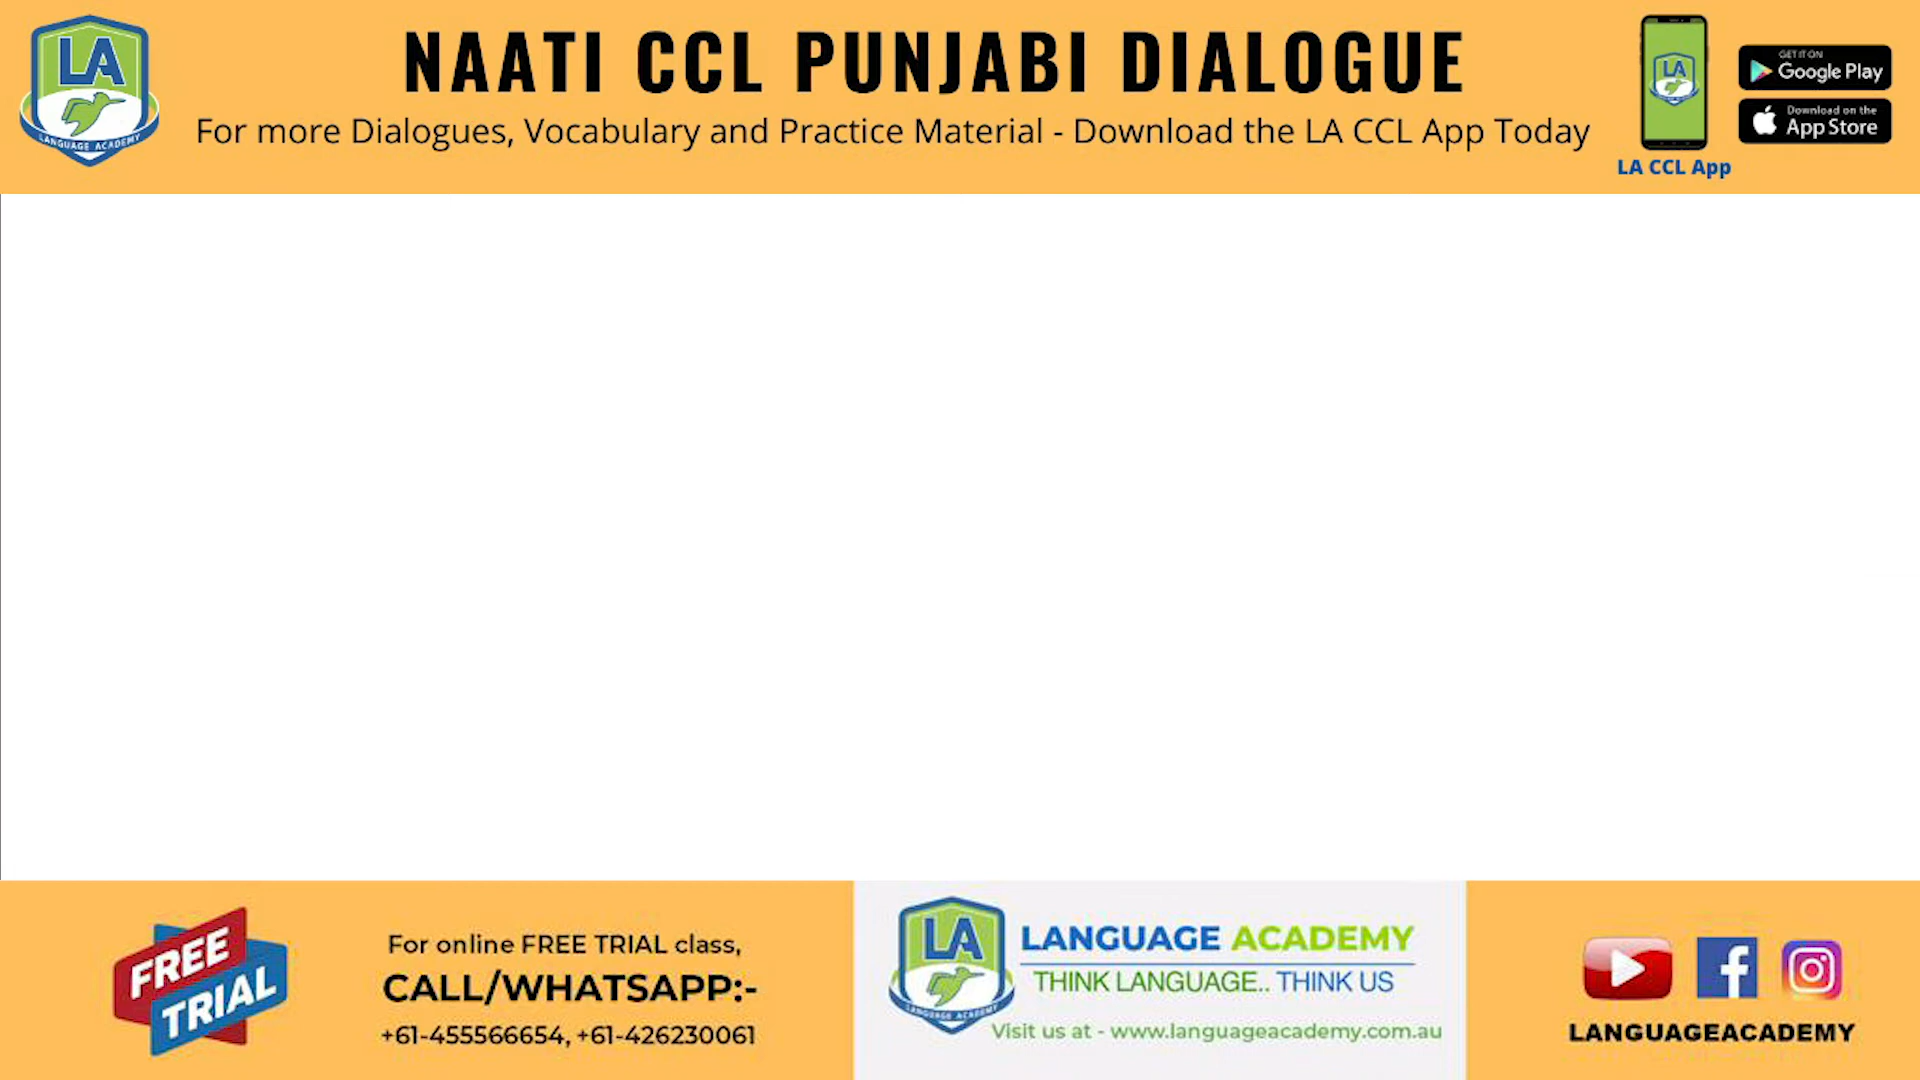 LA
LANGUAGE ACADEMY
NAATI CCL PUNJABI DIALOGUE
For more Dialogues, Vocabulary and Practice Material - Download the LA CCL App Today
LA
LA CCL App
GET IT ON
Google Play
Download on the
App Store
FREE
TRIAL
For online FREE TRIAL class,
CALL/WHATSAPP:-
+61-455566654, +61-426230061
LA
LANGUAGE ACADEMY
LANGUAGE ACADEMY
THINK LANGUAGE.. THINK US
Visit us at - www.languageacademy.com.au
LANGUAGEACADEMY